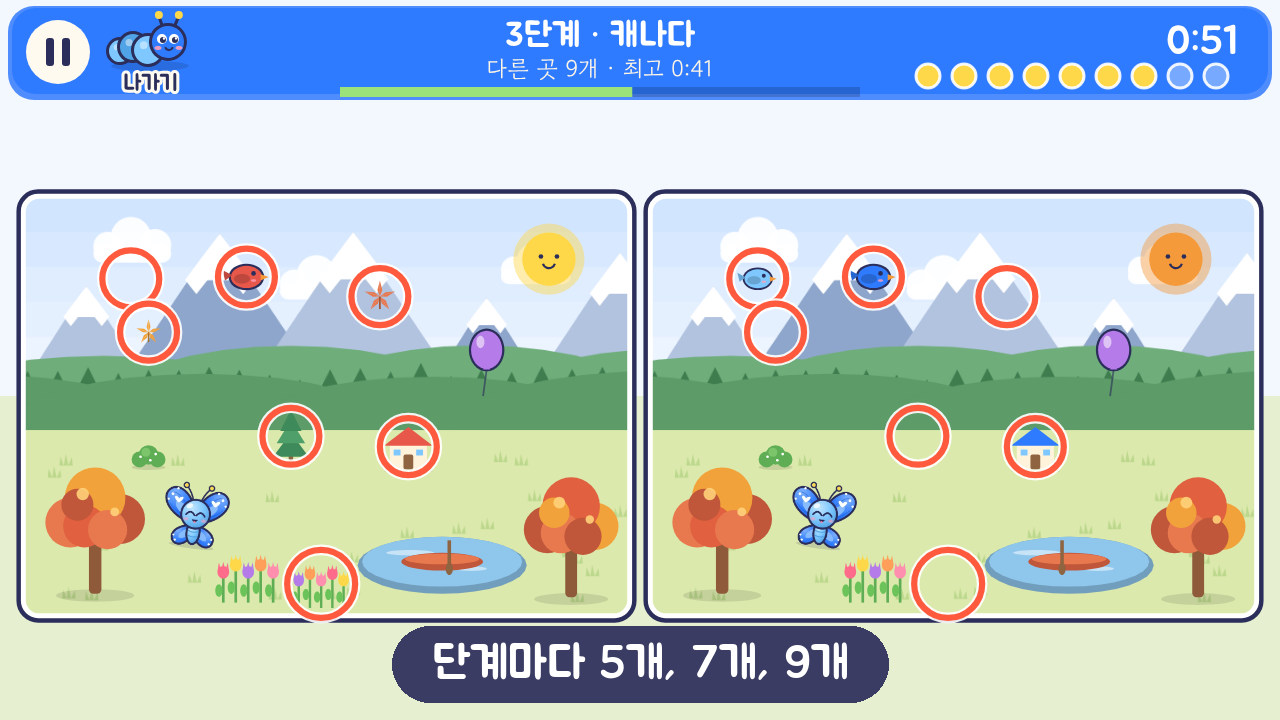 나가기
3단계 · 캐나다
다른 곳 9개 · 최고 0:41
0:51
단계마다 5개, 7개, 9개